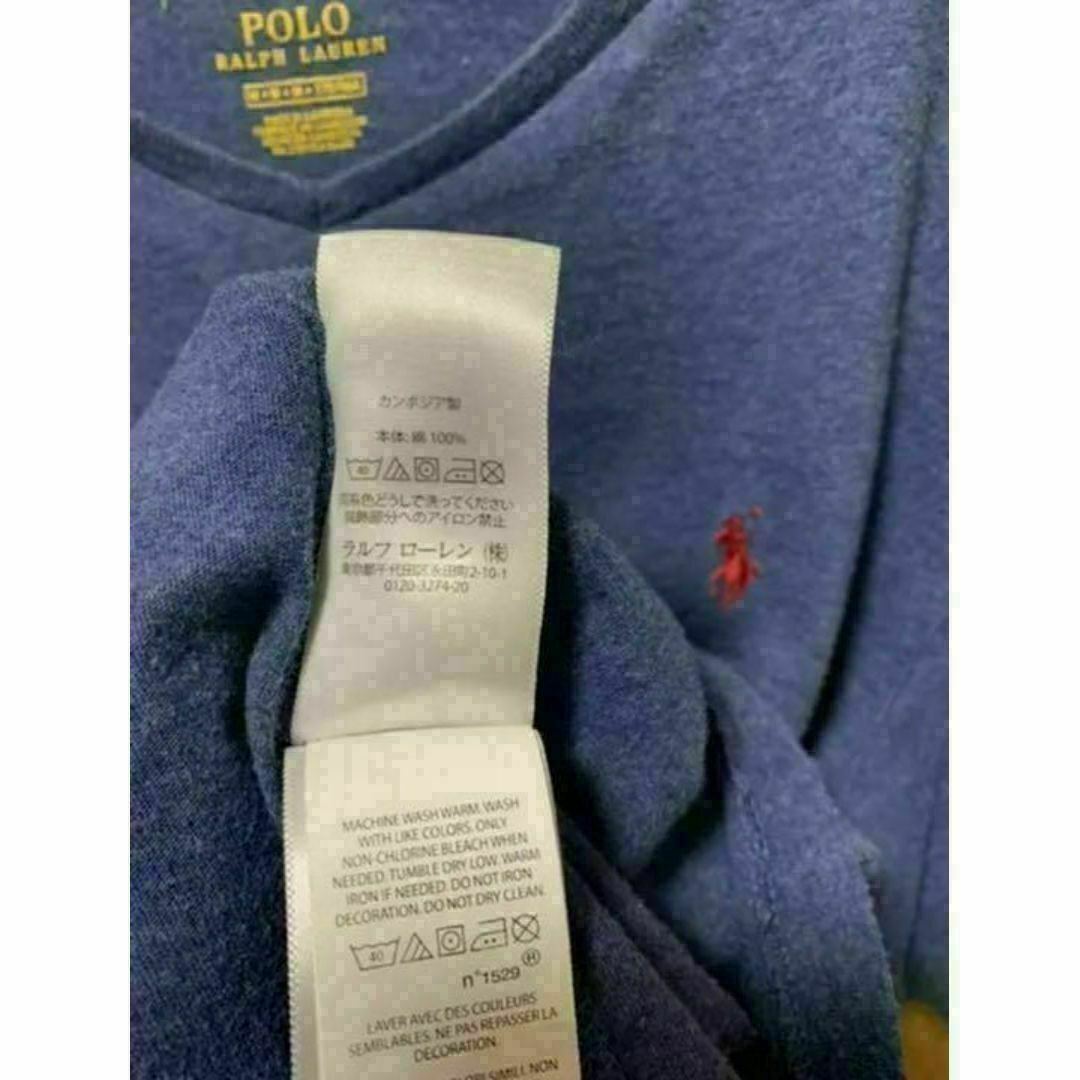 POLO
RALPH LAUREN
カンボジア製
本体: 綿 100%
40
色どうしで洗ってください
部分へのアイロン禁止
ラルフ ローレン (株)
東京都千代田区永田町2-10-1
0120-3274-20
MACHINE WASH WARM. WASH
WITH LIKE COLORS. ONLY
NON-CHLORINE BLEACH WHEN
NEEDED. TUMBLE DRY LOW. WARM
IRON IF NEEDED. DO NOT IRON
DECORATION. DO NOT DRY CLEAN.
40
n°1529 H
LAVER AVEC DES COULEURS
SEMBLABLES. NE PAS REPASSER LA
DECORATION.
COLORI SIMILI. NON